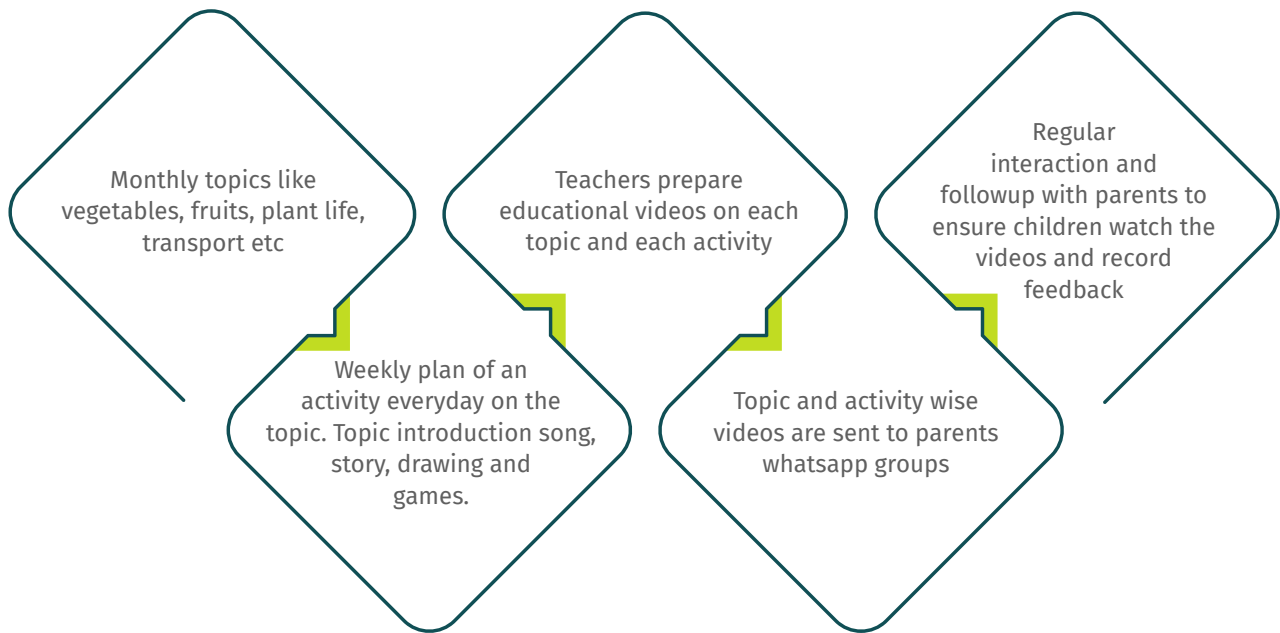 Monthly topics like
vegetables, fruits, plant life,
transport etc
Weekly plan of an
activity everyday on the
topic. Topic introduction song,
story, drawing and
games.
Teachers prepare
educational videos on each
topic and each activity
Topic and activity wise
videos are sent to parents
whatsapp groups
Regular
interaction and
followup with parents to
ensure children watch the
videos and record
feedback